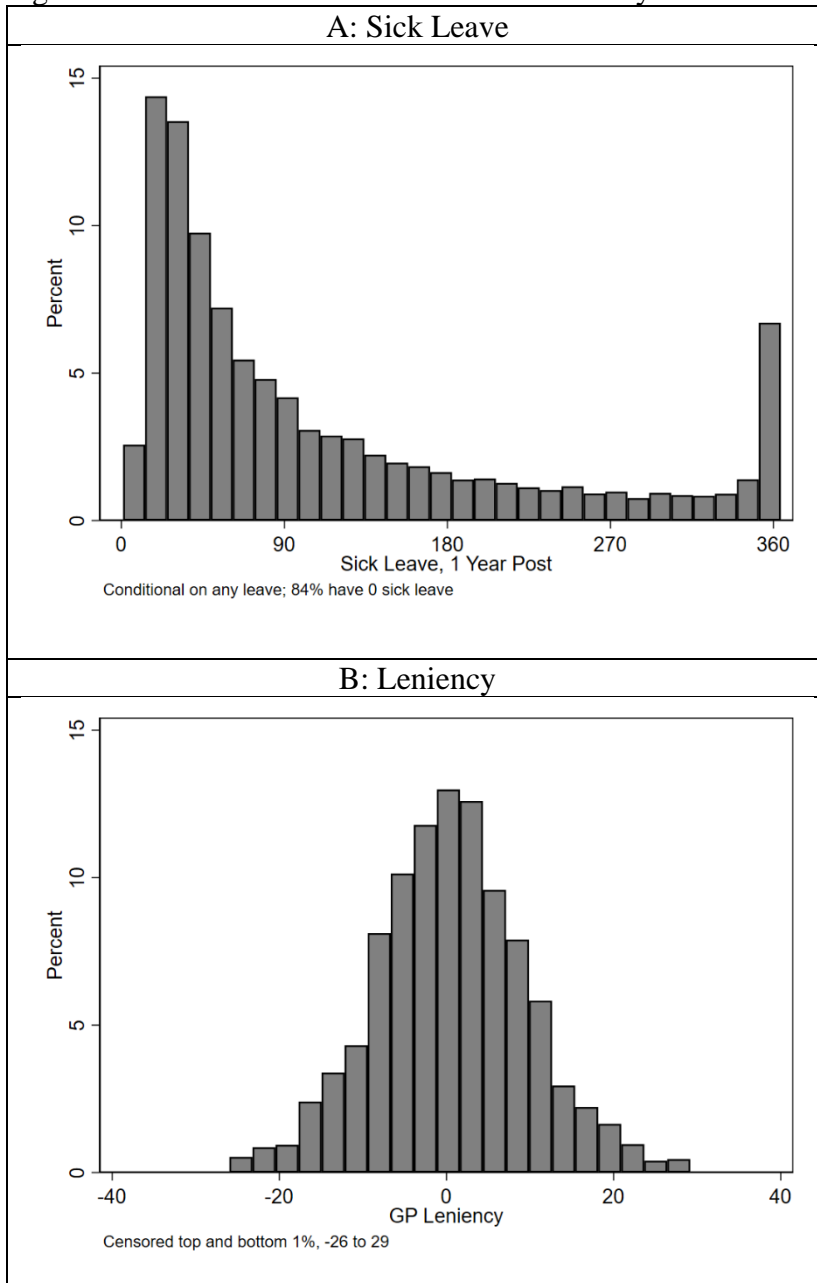 A: Sick Leave
15
10
5
0
Percent
0 90 180 270 360
Sick Leave, 1 Year Post
Conditional on any leave; 84% have 0 sick leave
B: Leniency
15
10
5
0
Percent
-40 -20 0 20 40
GP Leniency
Censored top and bottom 1%, -26 to 29